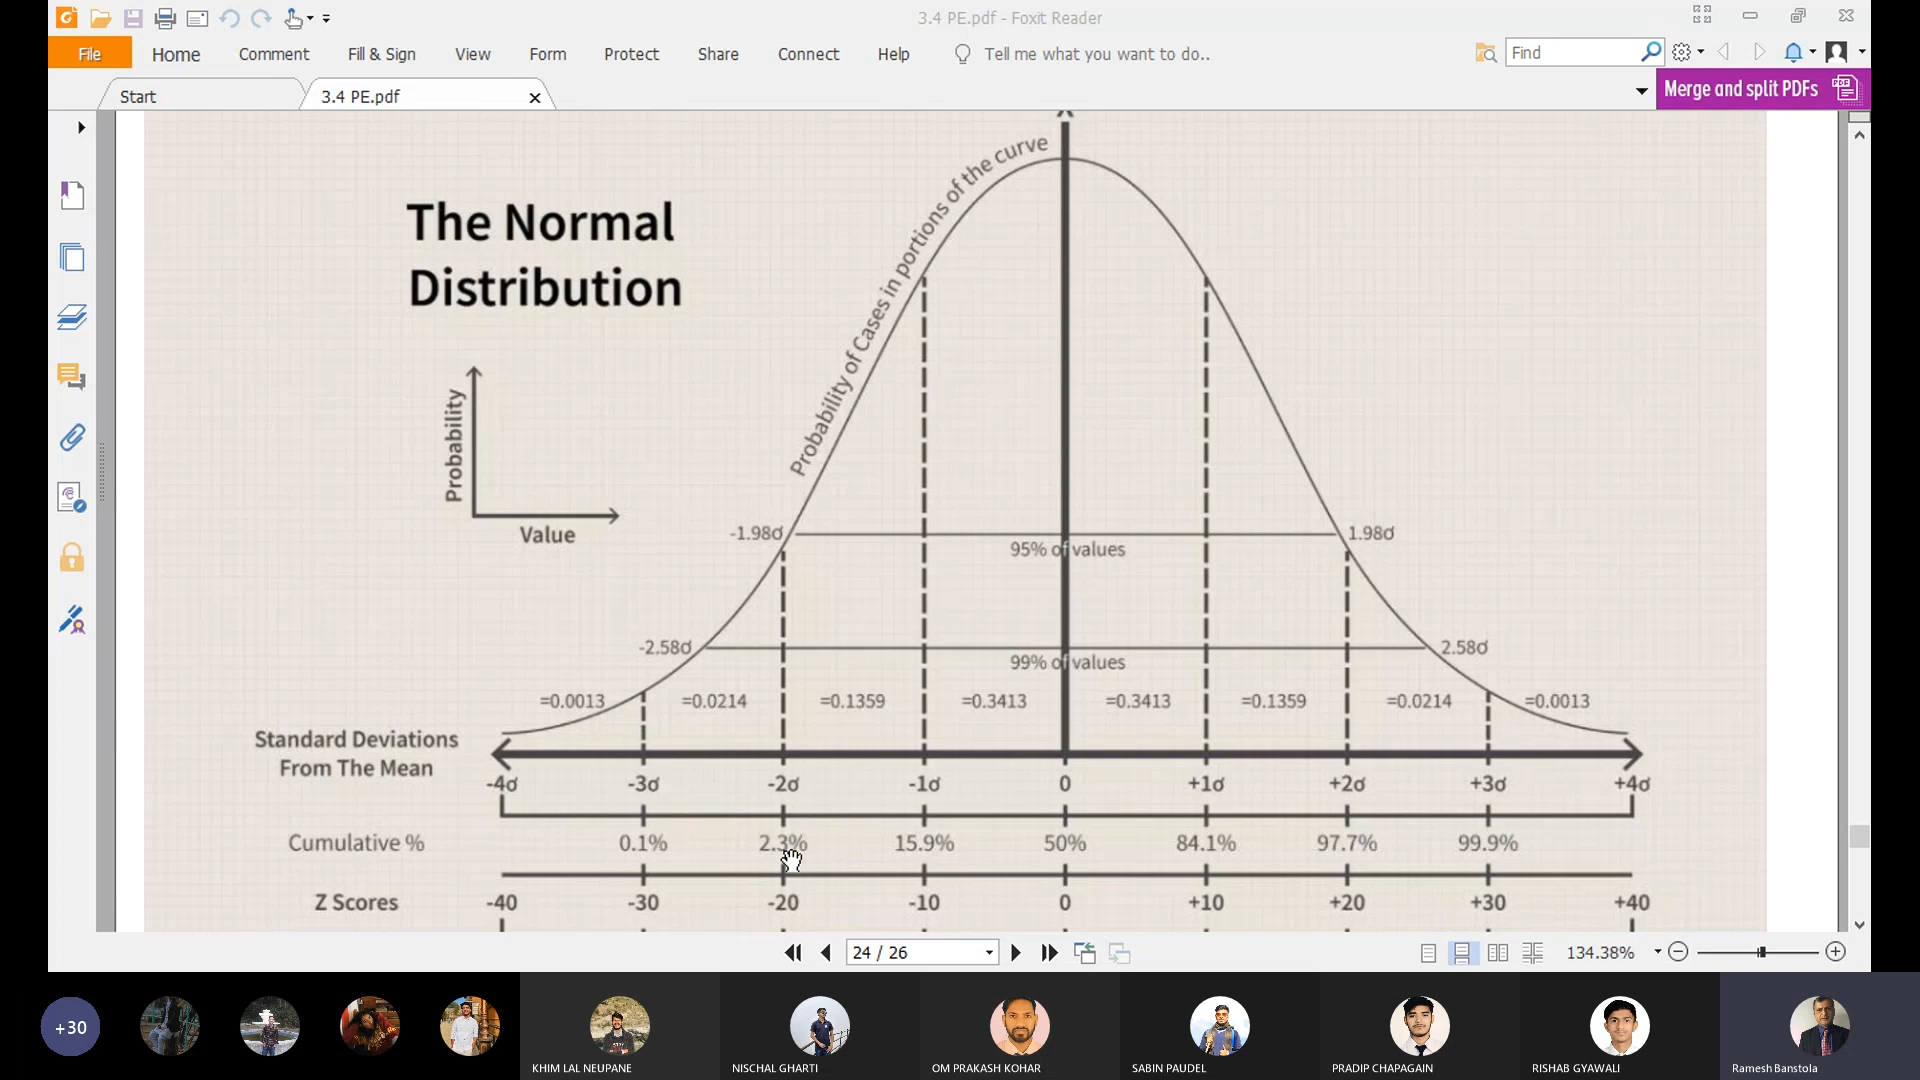 3.4 PE.pdf - Foxit Reader
File
Home
Comment
Fill & Sign
View
Form
Protect
Share
Connect
Help
Tell me what you want to do..
Find
Start
3.4 PE.pdf
Merge and split PDFs
PDF
The Normal
Distribution
Probability of Cases in portions of the curve
Probability
Value
-1.98σ
1.98σ
95% of values
-2.58σ
2.58σ
99% of values
=0.0013 =0.0214 =0.1359 =0.3413 =0.3413 =0.1359 =0.0214 =0.0013
Standard Deviations
From The Mean
-4σ -3σ -2σ -1σ 0 +1σ +2σ +3σ +4σ
Cumulative % 0.1% 2.3% 15.9% 50% 84.1% 97.7% 99.9%
Z Scores -40 -30 -20 -10 0 +10 +20 +30 +40
24 / 26
134.38%
+30
KHIM LAL NEUPANE
NISCHAL GHARTI
OM PRAKASH KOHAR
SABIN PAUDEL
PRADIP CHAPAGAIN
RISHAB GYAWALI
Ramesh Banstola